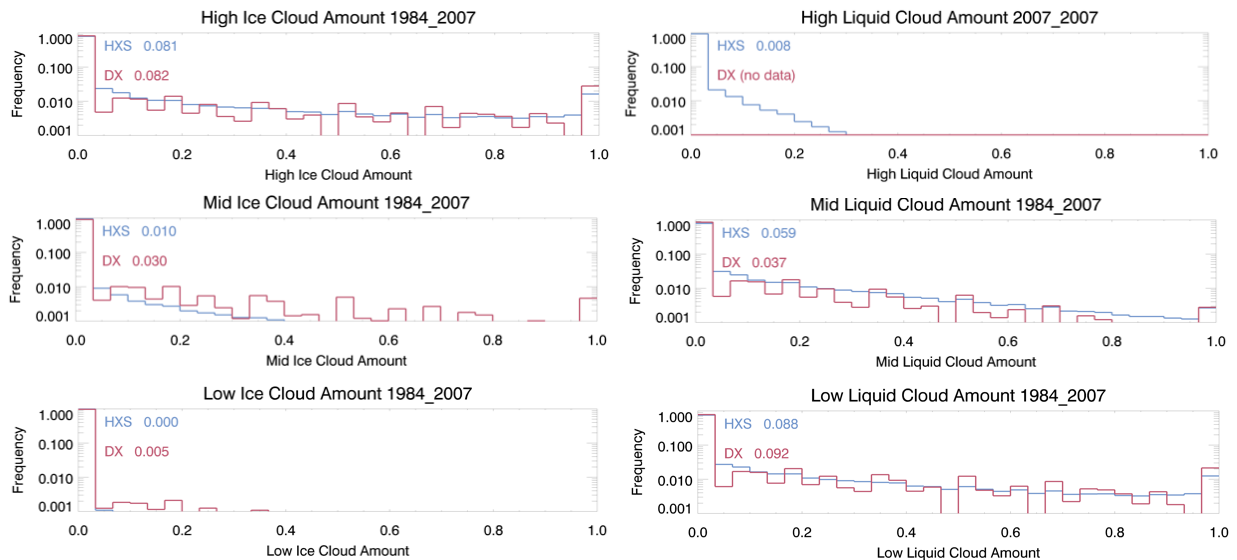 High Ice Cloud Amount 1984_2007
Frequency
1.000
0.100
0.010
0.001
HXS 0.081
DX 0.082
0.0 0.2 0.4 0.6 0.8 1.0
High Ice Cloud Amount
High Liquid Cloud Amount 2007_2007
Frequency
1.000
0.100
0.010
0.001
HXS 0.008
DX (no data)
0.0 0.2 0.4 0.6 0.8 1.0
High Liquid Cloud Amount
Mid Ice Cloud Amount 1984_2007
Frequency
1.000
0.100
0.010
0.001
HXS 0.010
DX 0.030
0.0 0.2 0.4 0.6 0.8 1.0
Mid Ice Cloud Amount
Mid Liquid Cloud Amount 1984_2007
Frequency
1.000
0.100
0.010
0.001
HXS 0.059
DX 0.037
0.0 0.2 0.4 0.6 0.8 1.0
Mid Liquid Cloud Amount
Low Ice Cloud Amount 1984_2007
Frequency
1.000
0.100
0.010
0.001
HXS 0.000
DX 0.005
0.0 0.2 0.4 0.6 0.8 1.0
Low Ice Cloud Amount
Low Liquid Cloud Amount 1984_2007
Frequency
1.000
0.100
0.010
0.001
HXS 0.088
DX 0.092
0.0 0.2 0.4 0.6 0.8 1.0
Low Liquid Cloud Amount